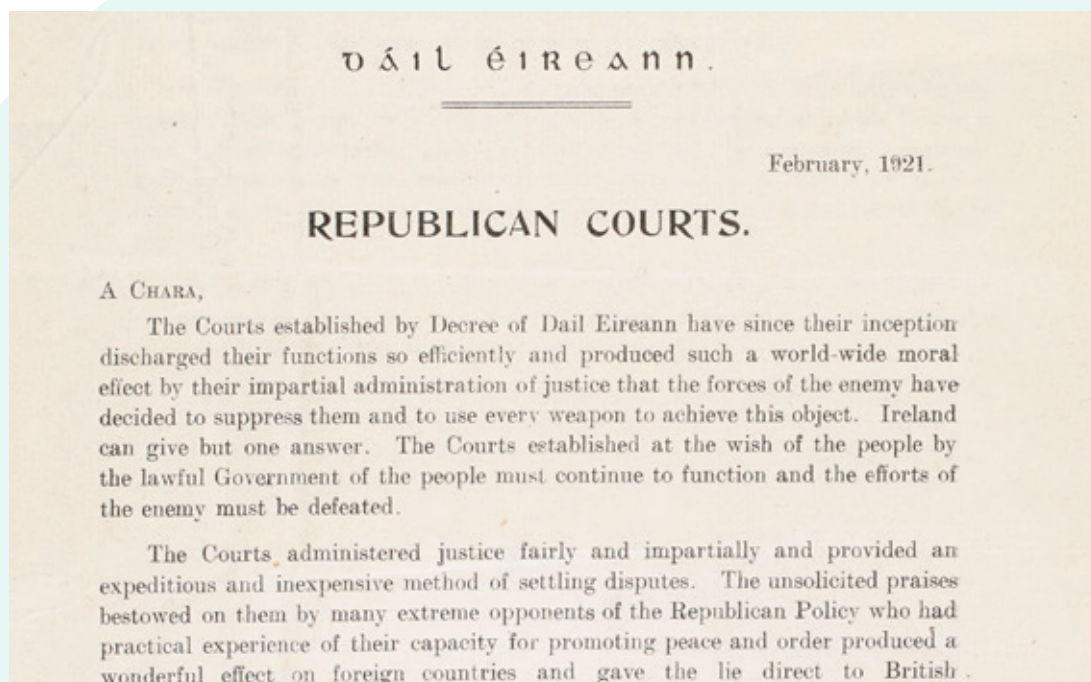 Dáil Éireann.
February, 1921.
REPUBLICAN COURTS.
A CHARA,
The Courts established by Decree of Dail Eireann have since their inception
discharged their functions so efficiently and produced such a world-wide moral
effect by their impartial administration of justice that the forces of the enemy have
decided to suppress them and to use every weapon to achieve this object. Ireland
can give but one answer. The Courts established at the wish of the people by
the lawful Government of the people must continue to function and the efforts of
the enemy must be defeated.
The Courts administered justice fairly and impartially and provided an
expeditious and inexpensive method of settling disputes. The unsolicited praises
bestowed on them by many extreme opponents of the Republican Policy who had
practical experience of their capacity for promoting peace and order produced a
wonderful effect on foreign countries and gave the lie direct to British